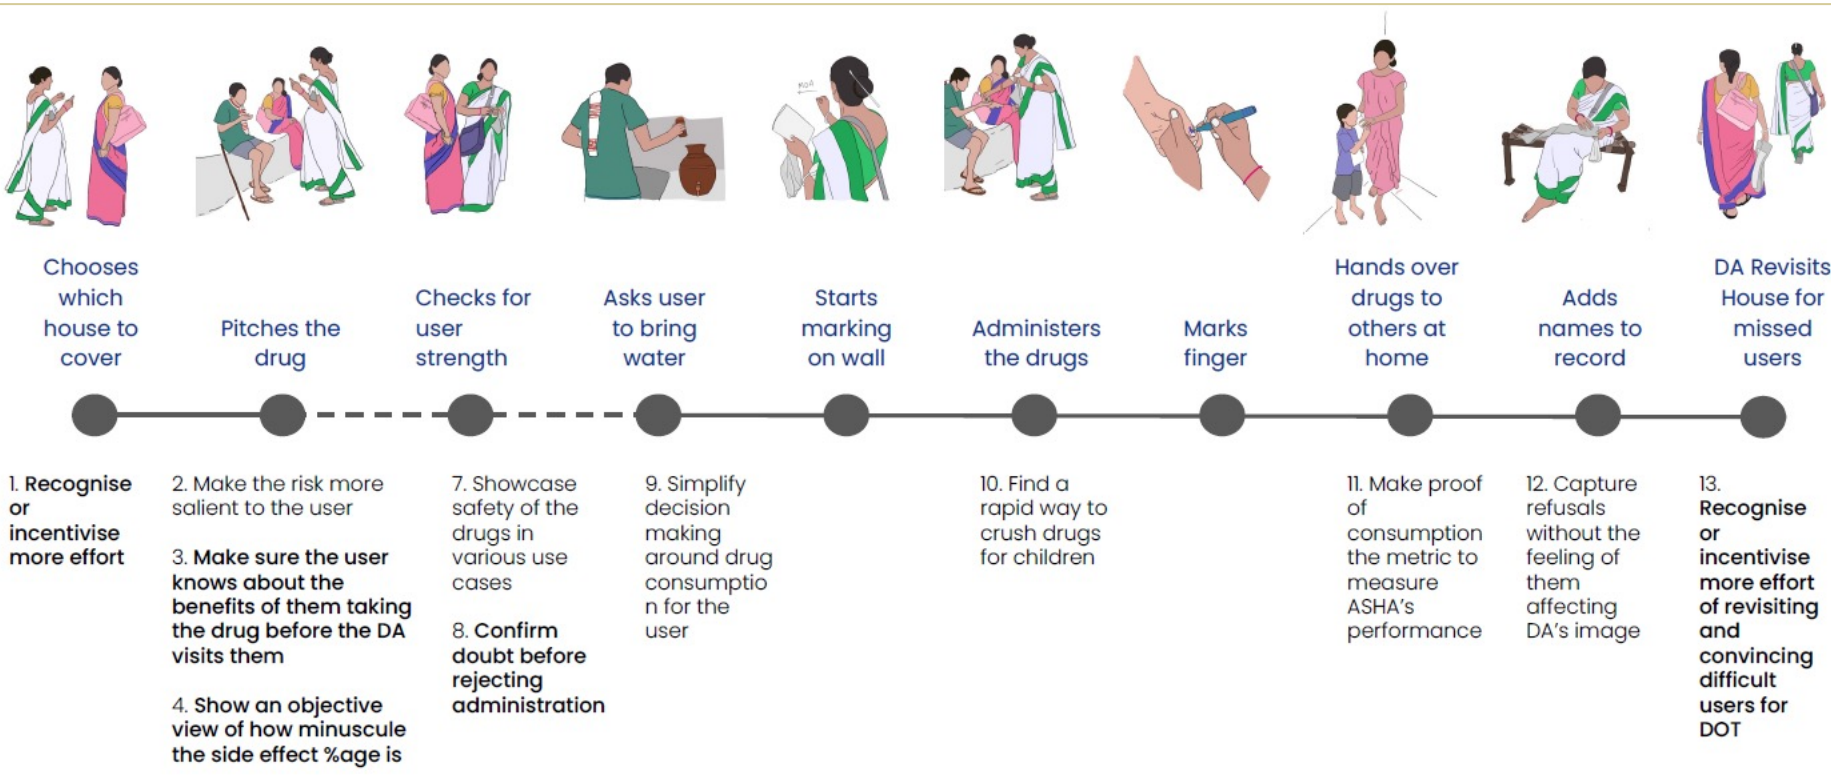 MDA
Chooses
which
house to
cover
Pitches the
drug
Checks for
user
strength
Asks user
to bring
water
Starts
marking
on wall
Administers
the drugs
Marks
finger
Hands over
drugs to
others at
home
Adds
names to
record
DA Revisits
House for
missed
users
1. Recognise
or
incentivise
more effort
2. Make the risk more
salient to the user
3. Make sure the user
knows about the
benefits of them taking
the drug before the DA
visits them
4. Show an objective
view of how minuscule
the side effect %age is
7. Showcase
safety of the
drugs in
various use
cases
8. Confirm
doubt before
rejecting
administration
9. Simplify
decision
making
around drug
consumptio
n for the
user
10. Find a
rapid way to
crush drugs
for children
11. Make proof
of
consumption
the metric to
measure
ASHA's
performance
12. Capture
refusals
without the
feeling of
them
affecting
DA's image
13.
Recognise
or
incentivise
more effort
of revisiting
and
convincing
difficult
users for
DOT